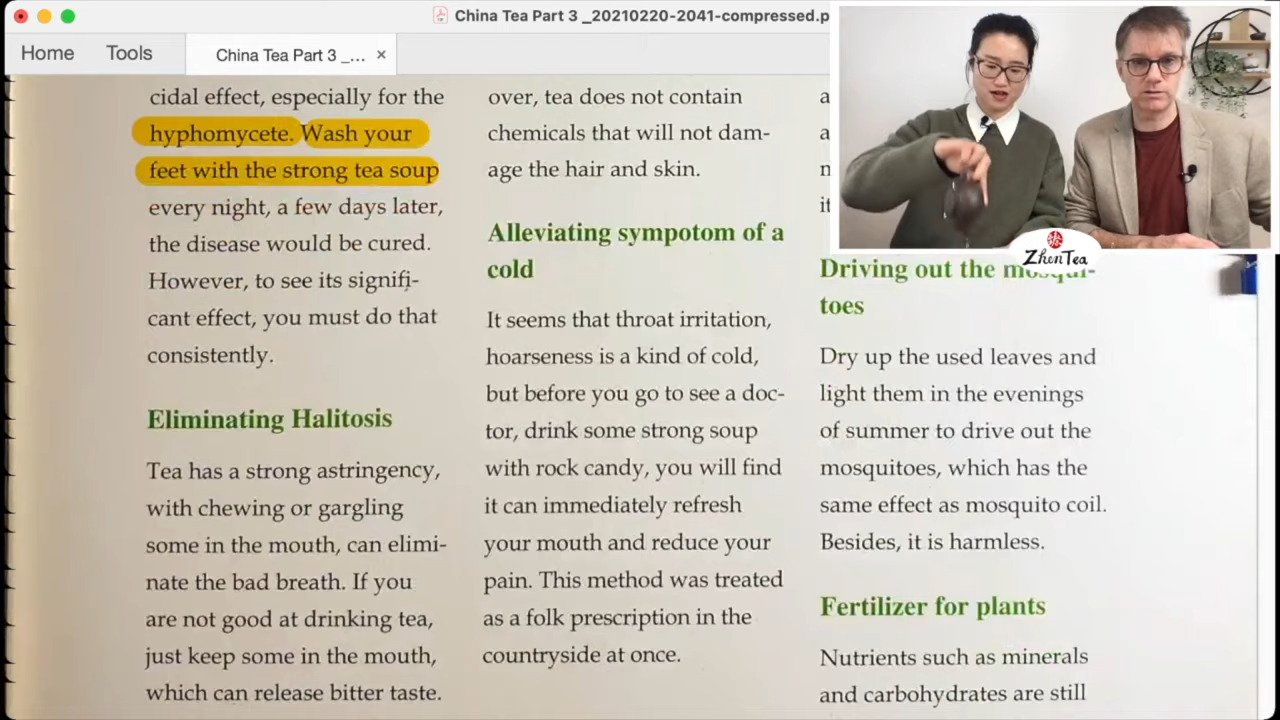 China Tea Part 3 _20210220-2041-compressed.p
Home
Tools
China Tea Part 3 _...
×
cidal effect, especially for the
hyphomycete. Wash your
feet with the strong tea soup
every night, a few days later,
the disease would be cured.
However, to see its signifi-
cant effect, you must do that
consistently.
Eliminating Halitosis
Tea has a strong astringency,
with chewing or gargling
some in the mouth, can elimi-
nate the bad breath. If you
are not good at drinking tea,
just keep some in the mouth,
which can release bitter taste.
over, tea does not contain
chemicals that will not dam-
age the hair and skin.
Alleviating sympotom of a
cold
It seems that throat irritation,
hoarseness is a kind of cold,
but before you go to see a doc-
tor, drink some strong soup
with rock candy, you will find
it can immediately refresh
your mouth and reduce your
pain. This method was treated
as a folk prescription in the
countryside at once.
a
a
n
it
ZhenTea
Driving out the mosqui-
toes
Dry up the used leaves and
light them in the evenings
of summer to drive out the
mosquitoes, which has the
same effect as mosquito coil.
Besides, it is harmless.
Fertilizer for plants
Nutrients such as minerals
and carbohydrates are still